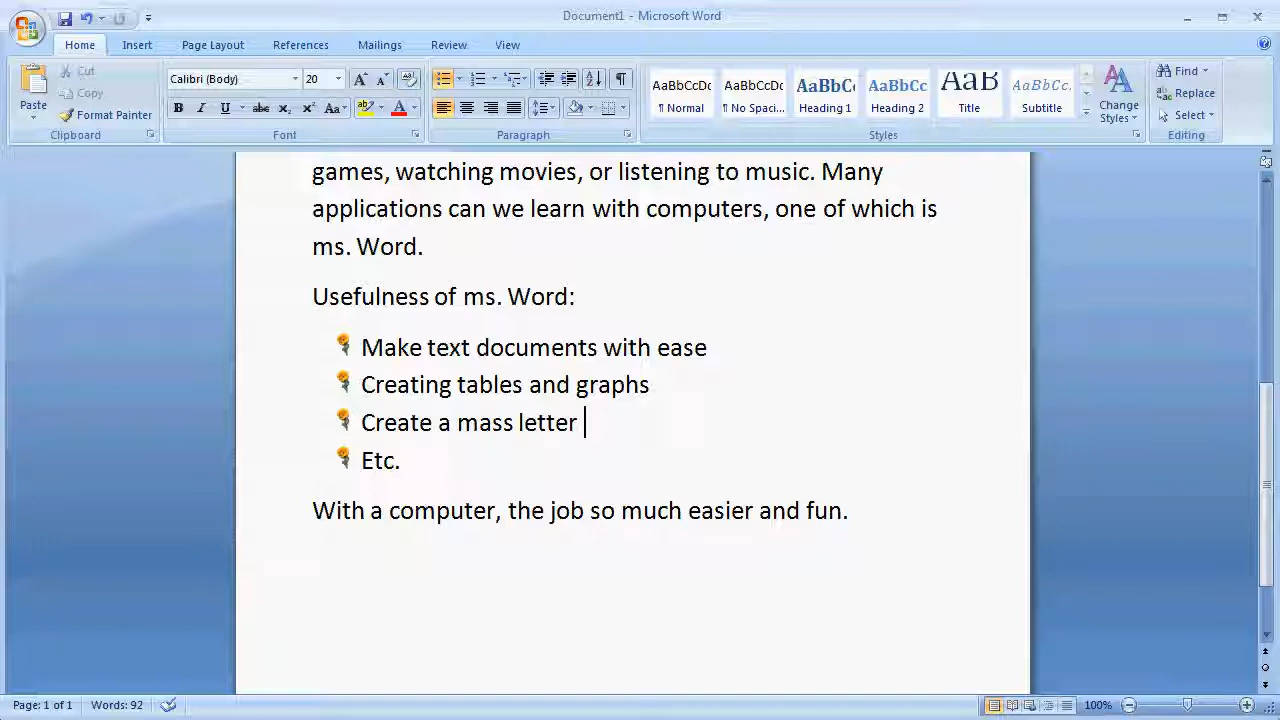 Document1 - Microsoft Word
Home Insert Page Layout References Mailings Review View
Paste
Cut
Copy
Format Painter
Clipboard
Calibri (Body) 20
B I U abc X₂ X² Aa
Font
Paragraph
AaBbCcDc AaBbCcDc AaBbC AaBbCc AaB AaBbCc.
¶ Normal ¶ No Spaci... Heading 1 Heading 2 Title Subtitle
Change
Styles
Styles
Find
Replace
Select
Editing
games, watching movies, or listening to music. Many
applications can we learn with computers, one of which is
ms. Word.
Usefulness of ms. Word:
Make text documents with ease
Creating tables and graphs
Create a mass letter
Etc.
With a computer, the job so much easier and fun.
Page: 1 of 1 Words: 92 100%